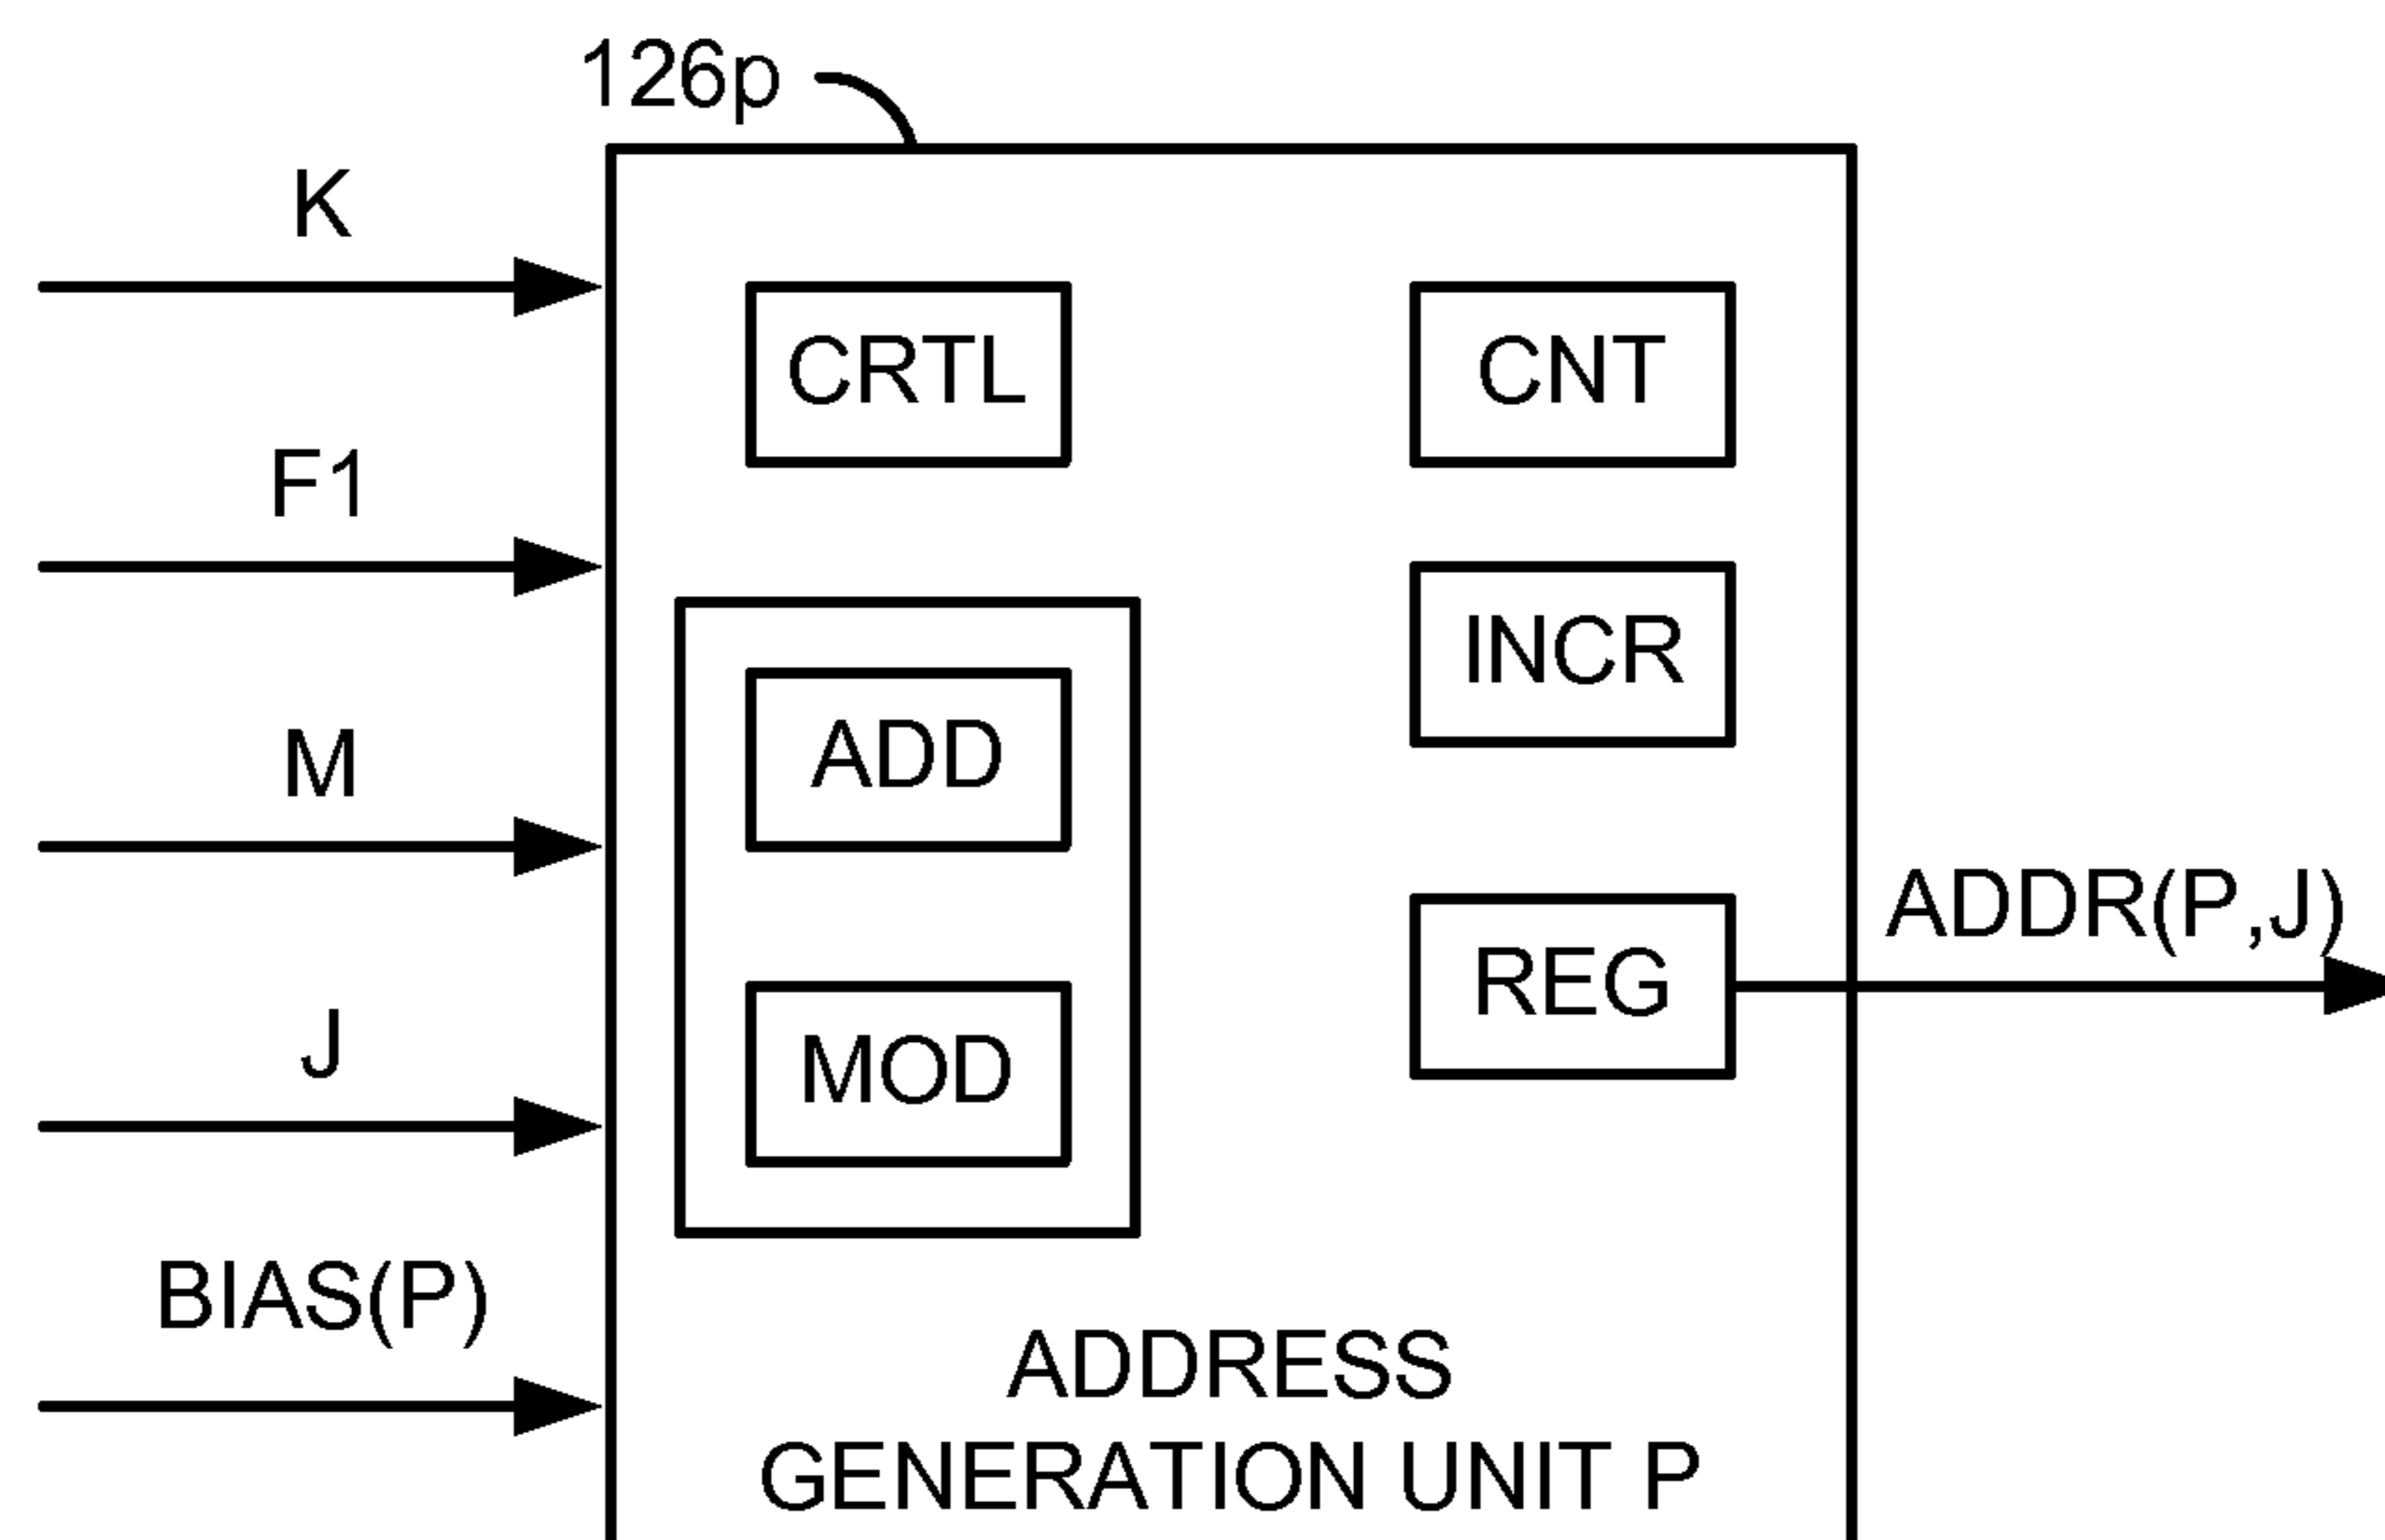 126p
K
F1
M
J
BIAS(P)
CRTL
CNT
INCR
ADD
MOD
REG
ADDR(P,J)
ADDRESS
GENERATION UNIT P